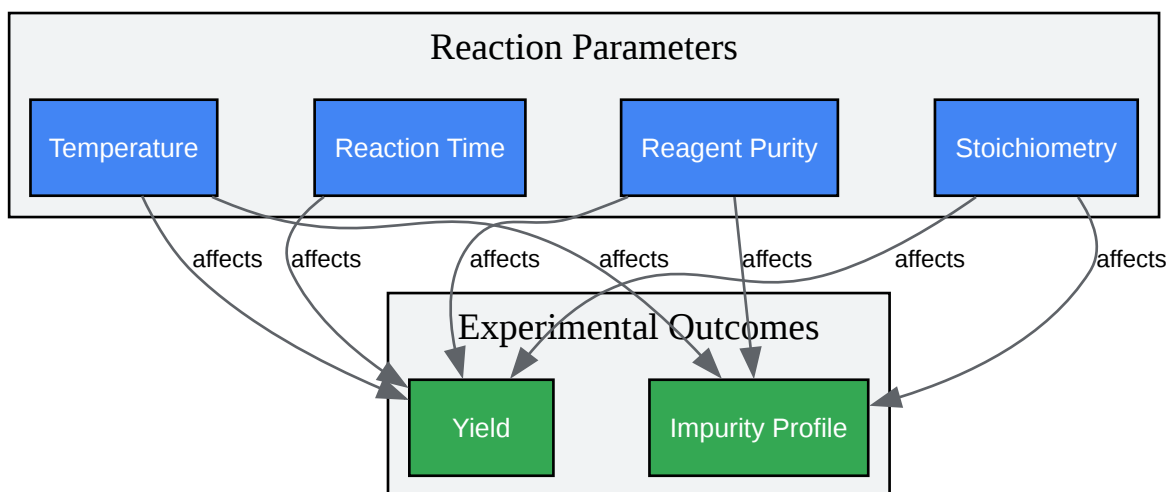 Reaction Parameters
Temperature
Reaction Time
Reagent Purity
Stoichiometry
affects
affects
affects
affects
affects
affects
affects
Experimental Outcomes
Yield
Impurity Profile